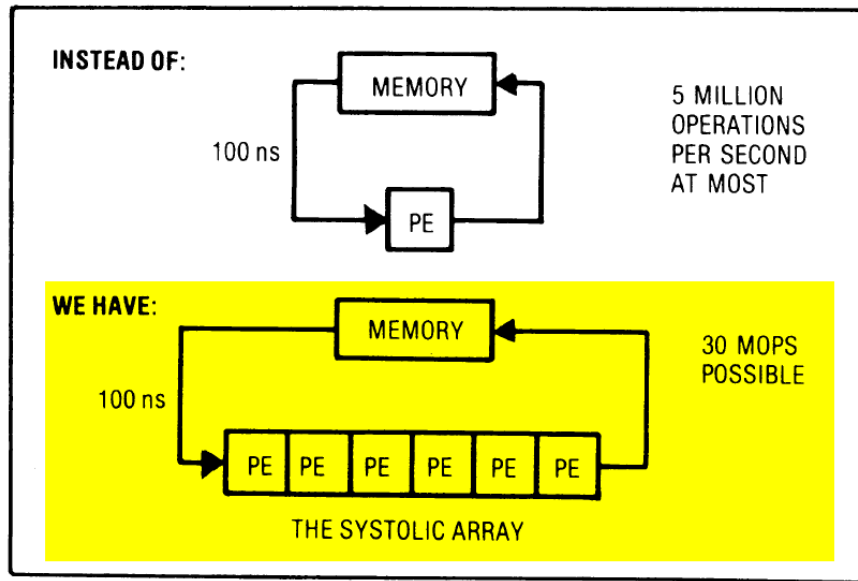 INSTEAD OF:
MEMORY
100 ns
PE
5 MILLION
OPERATIONS
PER SECOND
AT MOST
WE HAVE:
MEMORY
100 ns
PE PE PE PE PE PE
30 MOPS
POSSIBLE
THE SYSTOLIC ARRAY